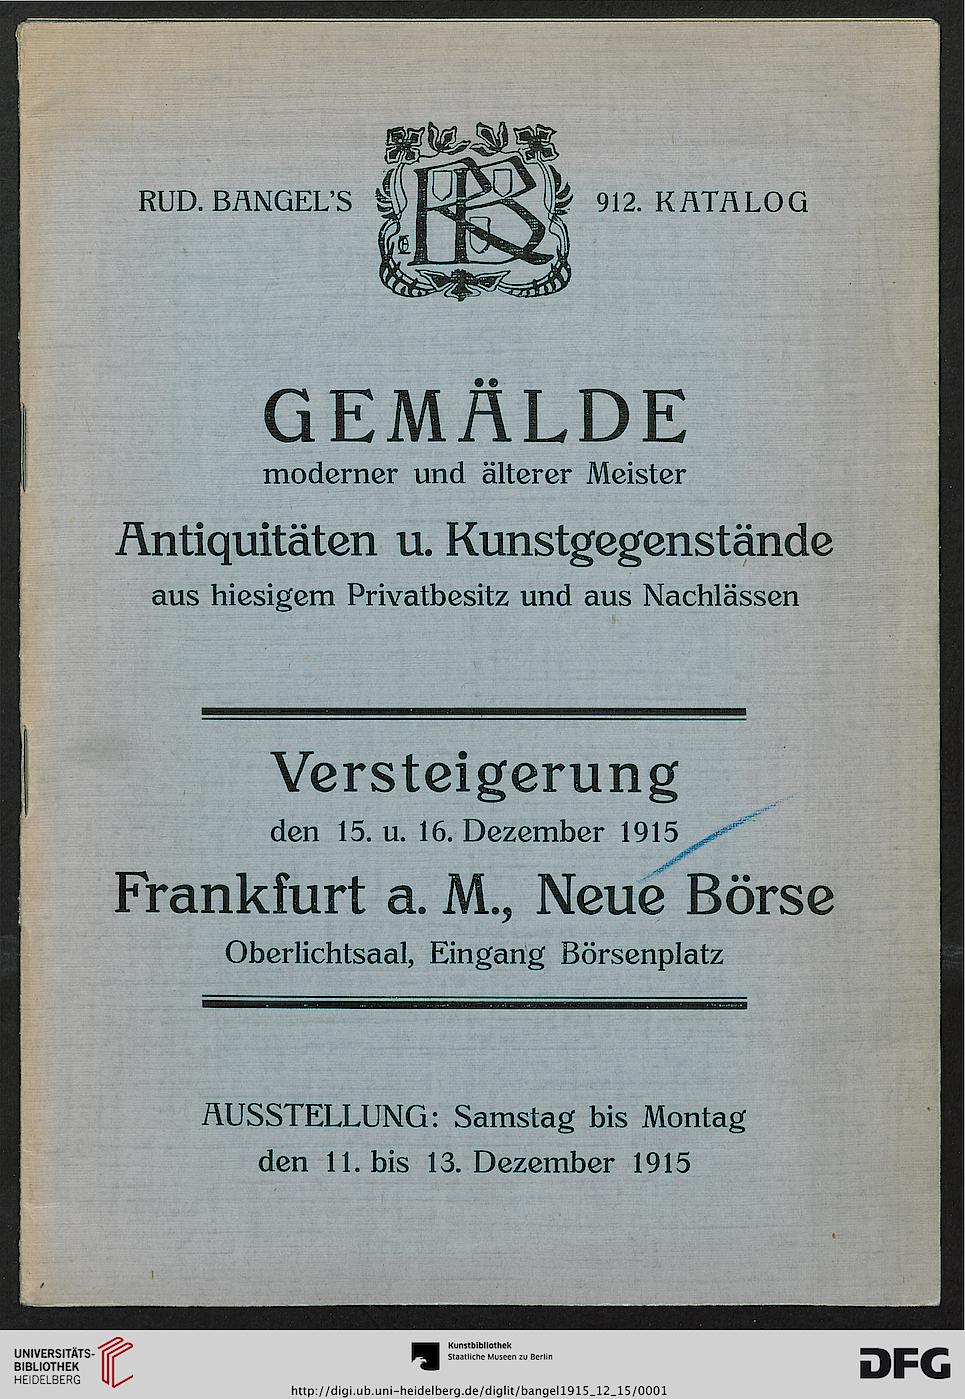 RUD. BANGEL'S 912. KATALOG
RB
GEMÄLDE
moderner und älterer Meister
Antiquitäten u. Kunstgegenstände
aus hiesigem Privatbesitz und aus Nachlässen
Versteigerung
den 15. u. 16. Dezember 1915
Frankfurt a. M., Neue Börse
Oberlichtsaal, Eingang Börsenplatz
AUSSTELLUNG: Samstag bis Montag
den 11. bis 13. Dezember 1915
UNIVERSITÄTS-
BIBLIOTHEK
HEIDELBERG
Kunstbibliothek
Staatliche Museen zu Berlin
DFG
http://digi.ub.uni-heidelberg.de/diglit/bangel1915_12_15/0001